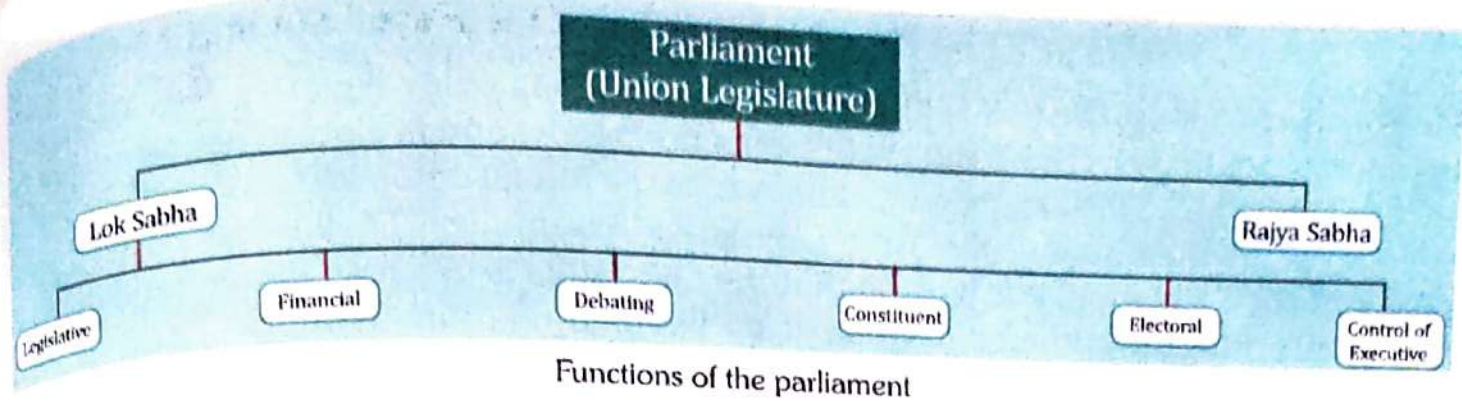 Parliament
(Union Legislature)
Lok Sabha
Rajya Sabha
Legislative
Financial
Debating
Constituent
Electoral
Control of
Executive
Functions of the parliament